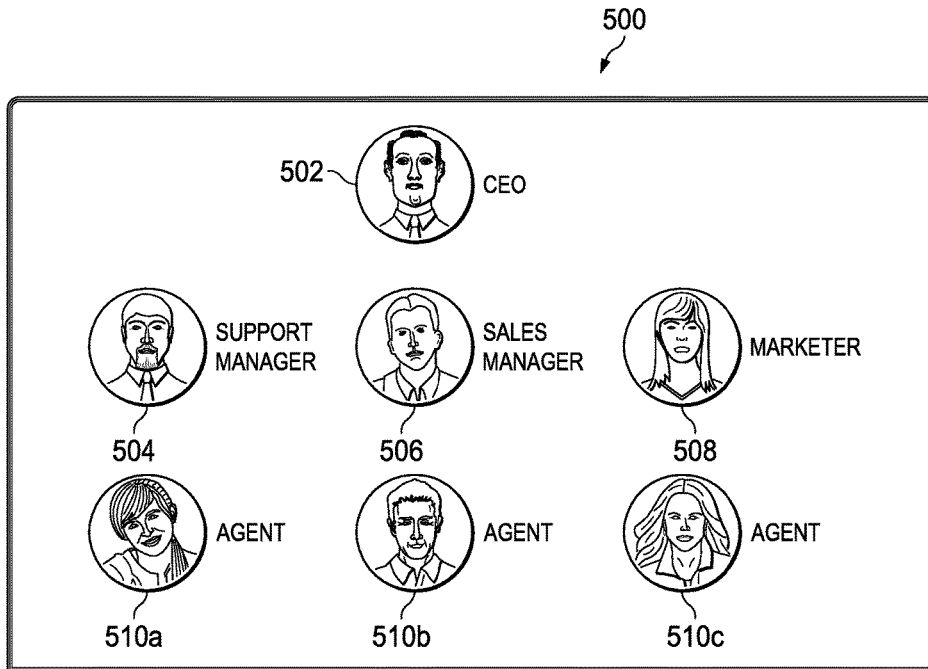 500
502
CEO
SUPPORT
MANAGER
SALES
MANAGER
MARKETER
504
506
508
AGENT
AGENT
AGENT
510a
510b
510c